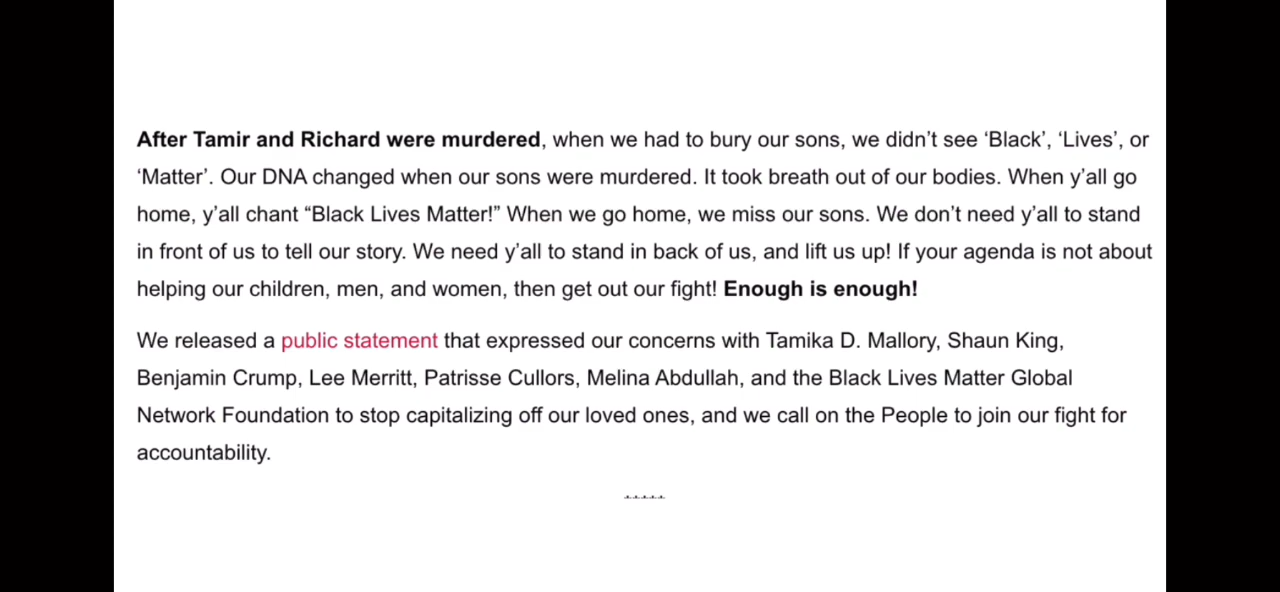 After Tamir and Richard were murdered, when we had to bury our sons, we didn’t see ‘Black’, ‘Lives’, or
‘Matter’. Our DNA changed when our sons were murdered. It took breath out of our bodies. When y’all go
home, y’all chant “Black Lives Matter!” When we go home, we miss our sons. We don’t need y’all to stand
in front of us to tell our story. We need y’all to stand in back of us, and lift us up! If your agenda is not about
helping our children, men, and women, then get out our fight! Enough is enough!
We released a public statement that expressed our concerns with Tamika D. Mallory, Shaun King,
Benjamin Crump, Lee Merritt, Patrisse Cullors, Melina Abdullah, and the Black Lives Matter Global
Network Foundation to stop capitalizing off our loved ones, and we call on the People to join our fight for
accountability.